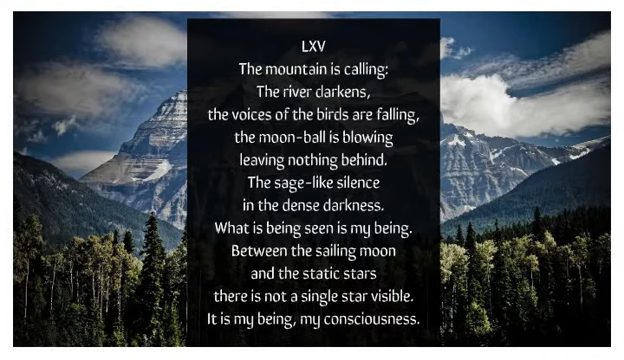 LXV
The mountain is calling:
The river darkens,
the voices of the birds are falling,
the moon-ball is blowing
leaving nothing behind.
The sage-like silence
in the dense darkness.
What is being seen is my being.
Between the sailing moon
and the static stars
there is not a single star visible.
It is my being, my consciousness.